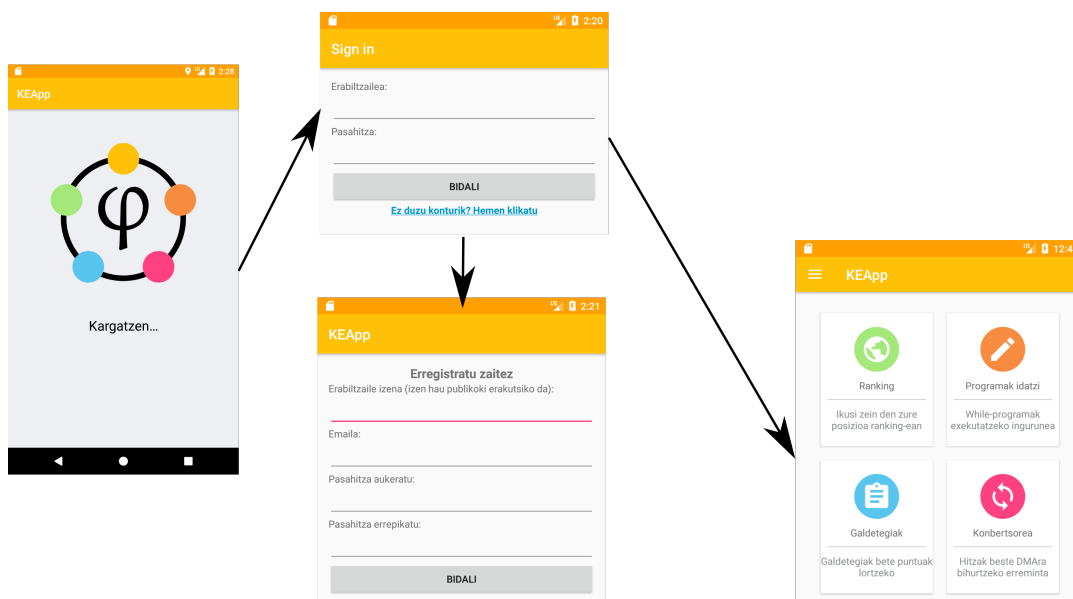 2:28
KEApp
φ
Kargatzen...
2:20
Sign in
Erabiltzailea:
Pasahitza:
BIDALI
Ez duzu konturik? Hemen klikatu
2:21
KEApp
Erregistratu zaitez
Erabiltzaile izena (izen hau publikoki erakutsiko da):
Emaila:
Pasahitza aukeratu:
Pasahitza errepikatu:
BIDALI
KEApp
Ranking
Ikusi zein den zure
posizioa ranking-ean
Programak idatzi
While-programak
exekutatzeko ingurunea
Galdetegiak
Galdetegiak bete puntuak
lortzeko
Konbertsorea
Hitzak beste DMAra
bihurtzeko erreminta